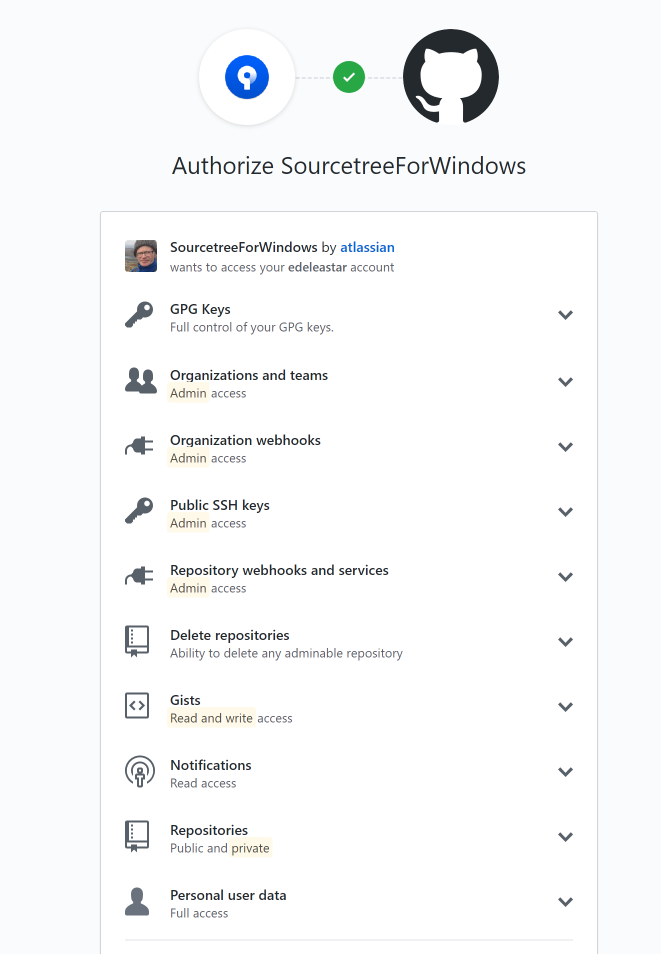 Authorize SourcetreeForWindows
SourcetreeForWindows by atlassian
wants to access your edeleastar account
GPG Keys
Full control of your GPG keys.
Organizations and teams
Admin access
Organization webhooks
Admin access
Public SSH keys
Admin access
Repository webhooks and services
Admin access
Delete repositories
Ability to delete any adminable repository
Gists
Read and write access
Notifications
Read access
Repositories
Public and private
Personal user data
Full access